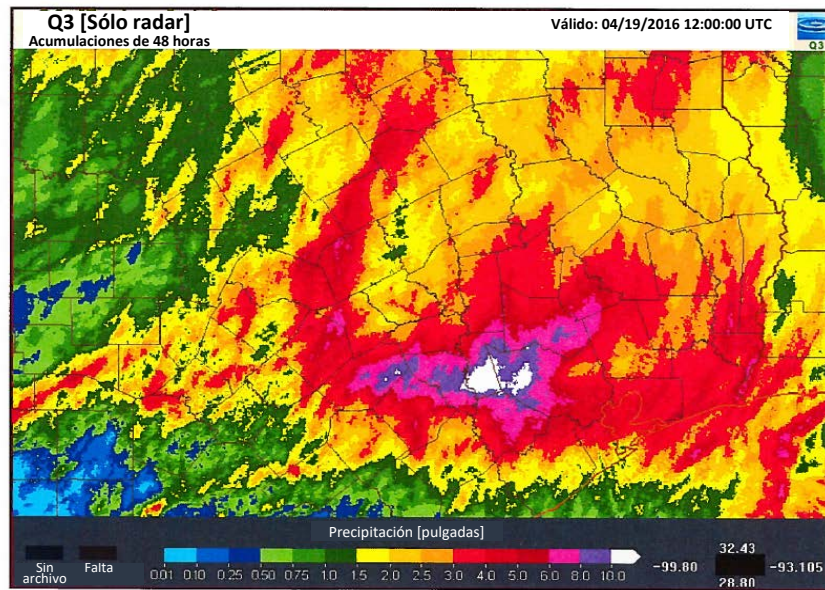 Q3 [Sólo radar]
Válido: 04/19/2016 12:00:00 UTC
Acumulaciones de 48 horas
Q3
Precipitación [pulgadas]
Sin archivo
Falta
0.01 0.10 0.25 0.50 0.75 1.0 1.5 2.0 2.5 3.0 4.0 5.0 6.0 8.0 10.0
32.43
-99.80
-93.105
28.80